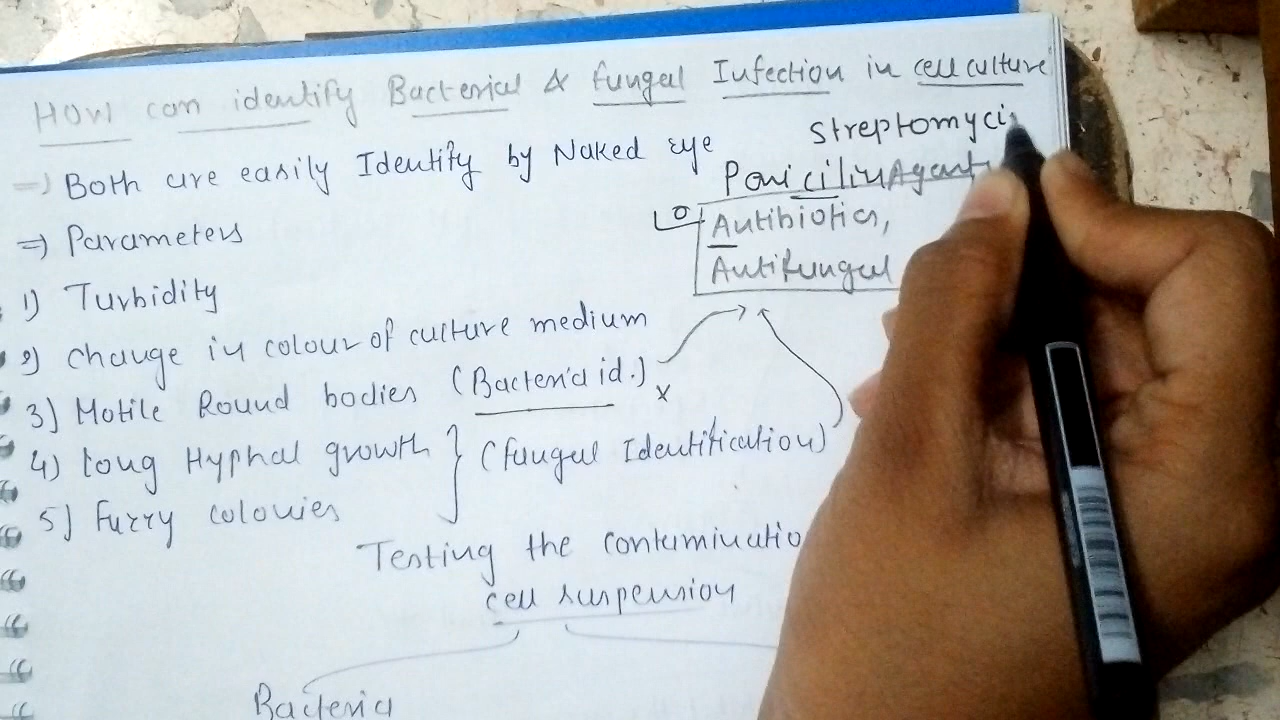 How can identify Bacterial & fungal Infection in cell culture
=) Both are easily Identify by Naked eye
Streptomyci
PenicilinAgant
=) Parameters
Antibiotics,
Antifungal
1) Turbidity
2) Change in colour of culture medium
3) Motile Round bodies (Bacteria id.) x
4) Long Hyphal growth } (fungal Identification)
5) Furry colonies
Testing the contaminatio
cell suspension
Bacteria